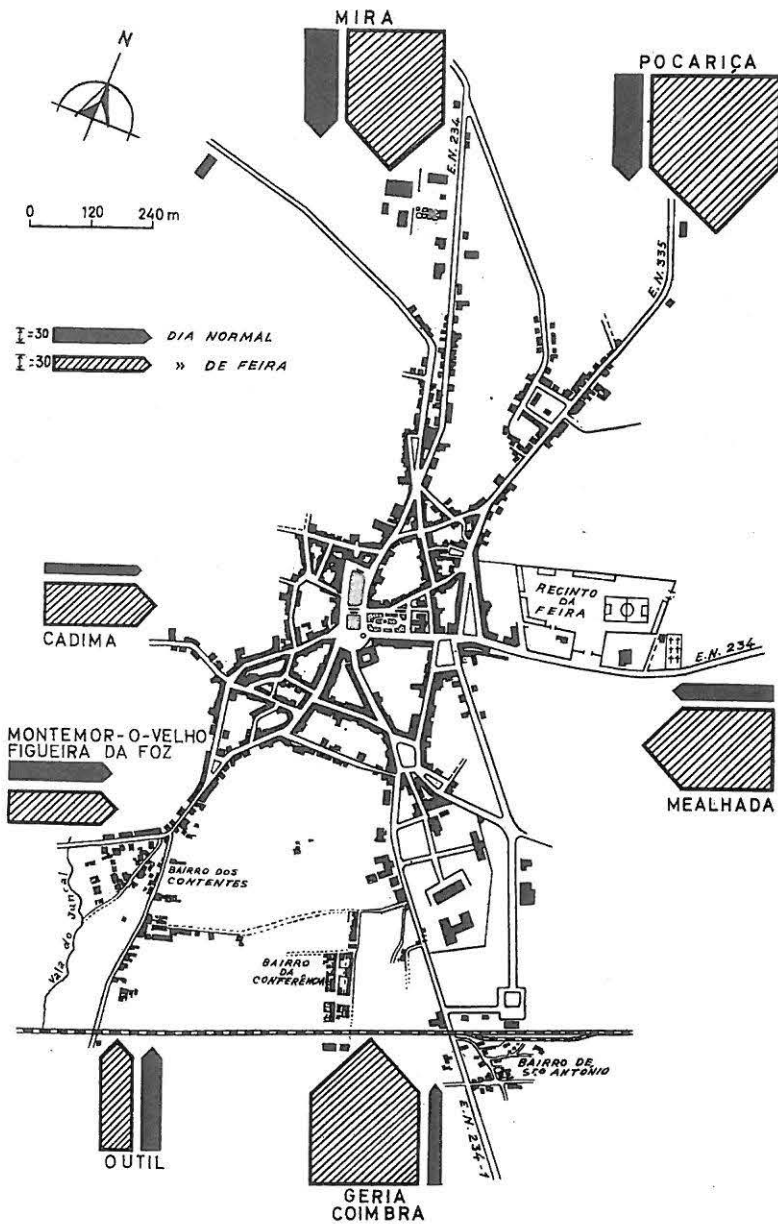 MIRA
POCARIÇA
N
E.N. 234
0 120 240 m
E.N. 335
I=30 DIA NORMAL
I=30 » DE FEIRA
RECINTO
DA
FEIRA
CADIMA
E.N. 234
MONTEMOR-O-VELHO
FIGUEIRA DA FOZ
MEALHADA
BAIRRO DOS
CONTENTES
Vala do Juncal
BAIRRO
DA
CONFERÊNCIA
BAIRRO DE
STO ANTONIO
E.N. 234-1
OUTIL
GERIA
COIMBRA